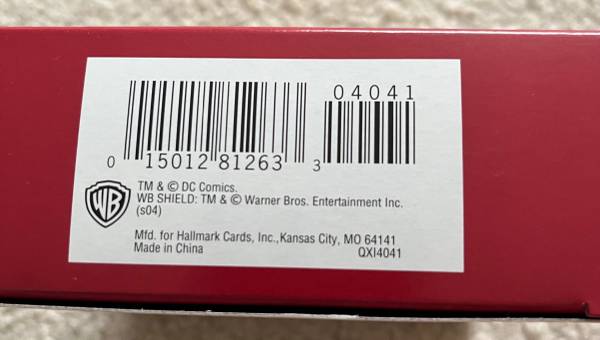 04041
0 15012 81263 3
WB
TM & © DC Comics.
WB SHIELD: TM & © Warner Bros. Entertainment Inc.
(s04)
Mfd. for Hallmark Cards, Inc., Kansas City, MO 64141
Made in China QXI4041